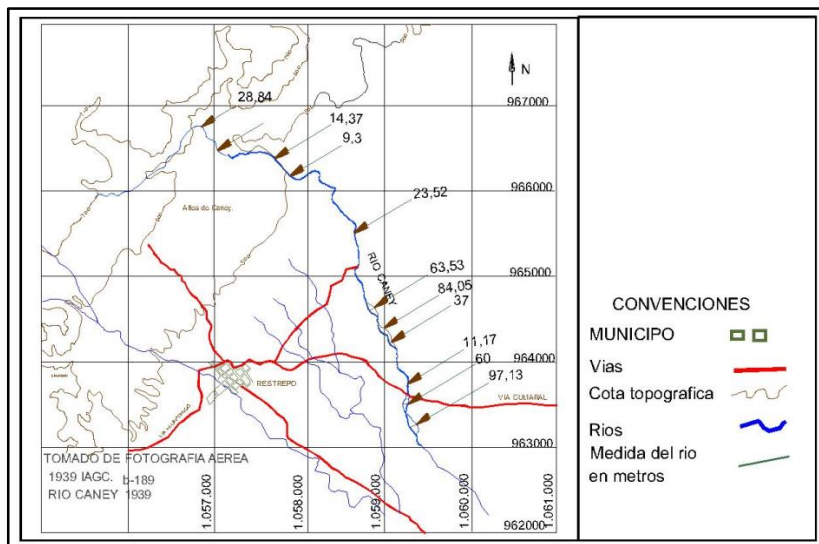 N
967000
28,84
14,37
9,3
966000
23,52
Altos de Caney.
RIO CANEY
965000
63,53
84,05
37
964000
11,17
60
97,13
RESTREPO
VIA CUMARAL
963000
TOMADO DE FOTOGRAFIA AEREA
1939 IAGC. b-189
RIO CANEY 1939
962000
1.057.000
1.058.000
1.059.000
1.060.000
1.061.000
CONVENCIONES
MUNICIPO
Vias
Cota topografica
Rios
Medida del rio
en metros